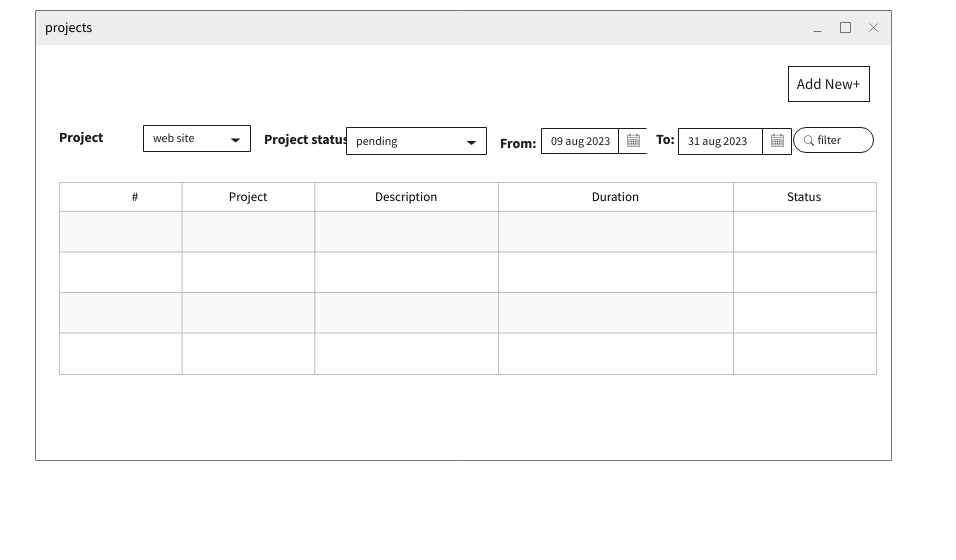 projects
Add New+
Project web site Project status pending From: 09 aug 2023 To: 31 aug 2023 filter
# Project Description Duration Status